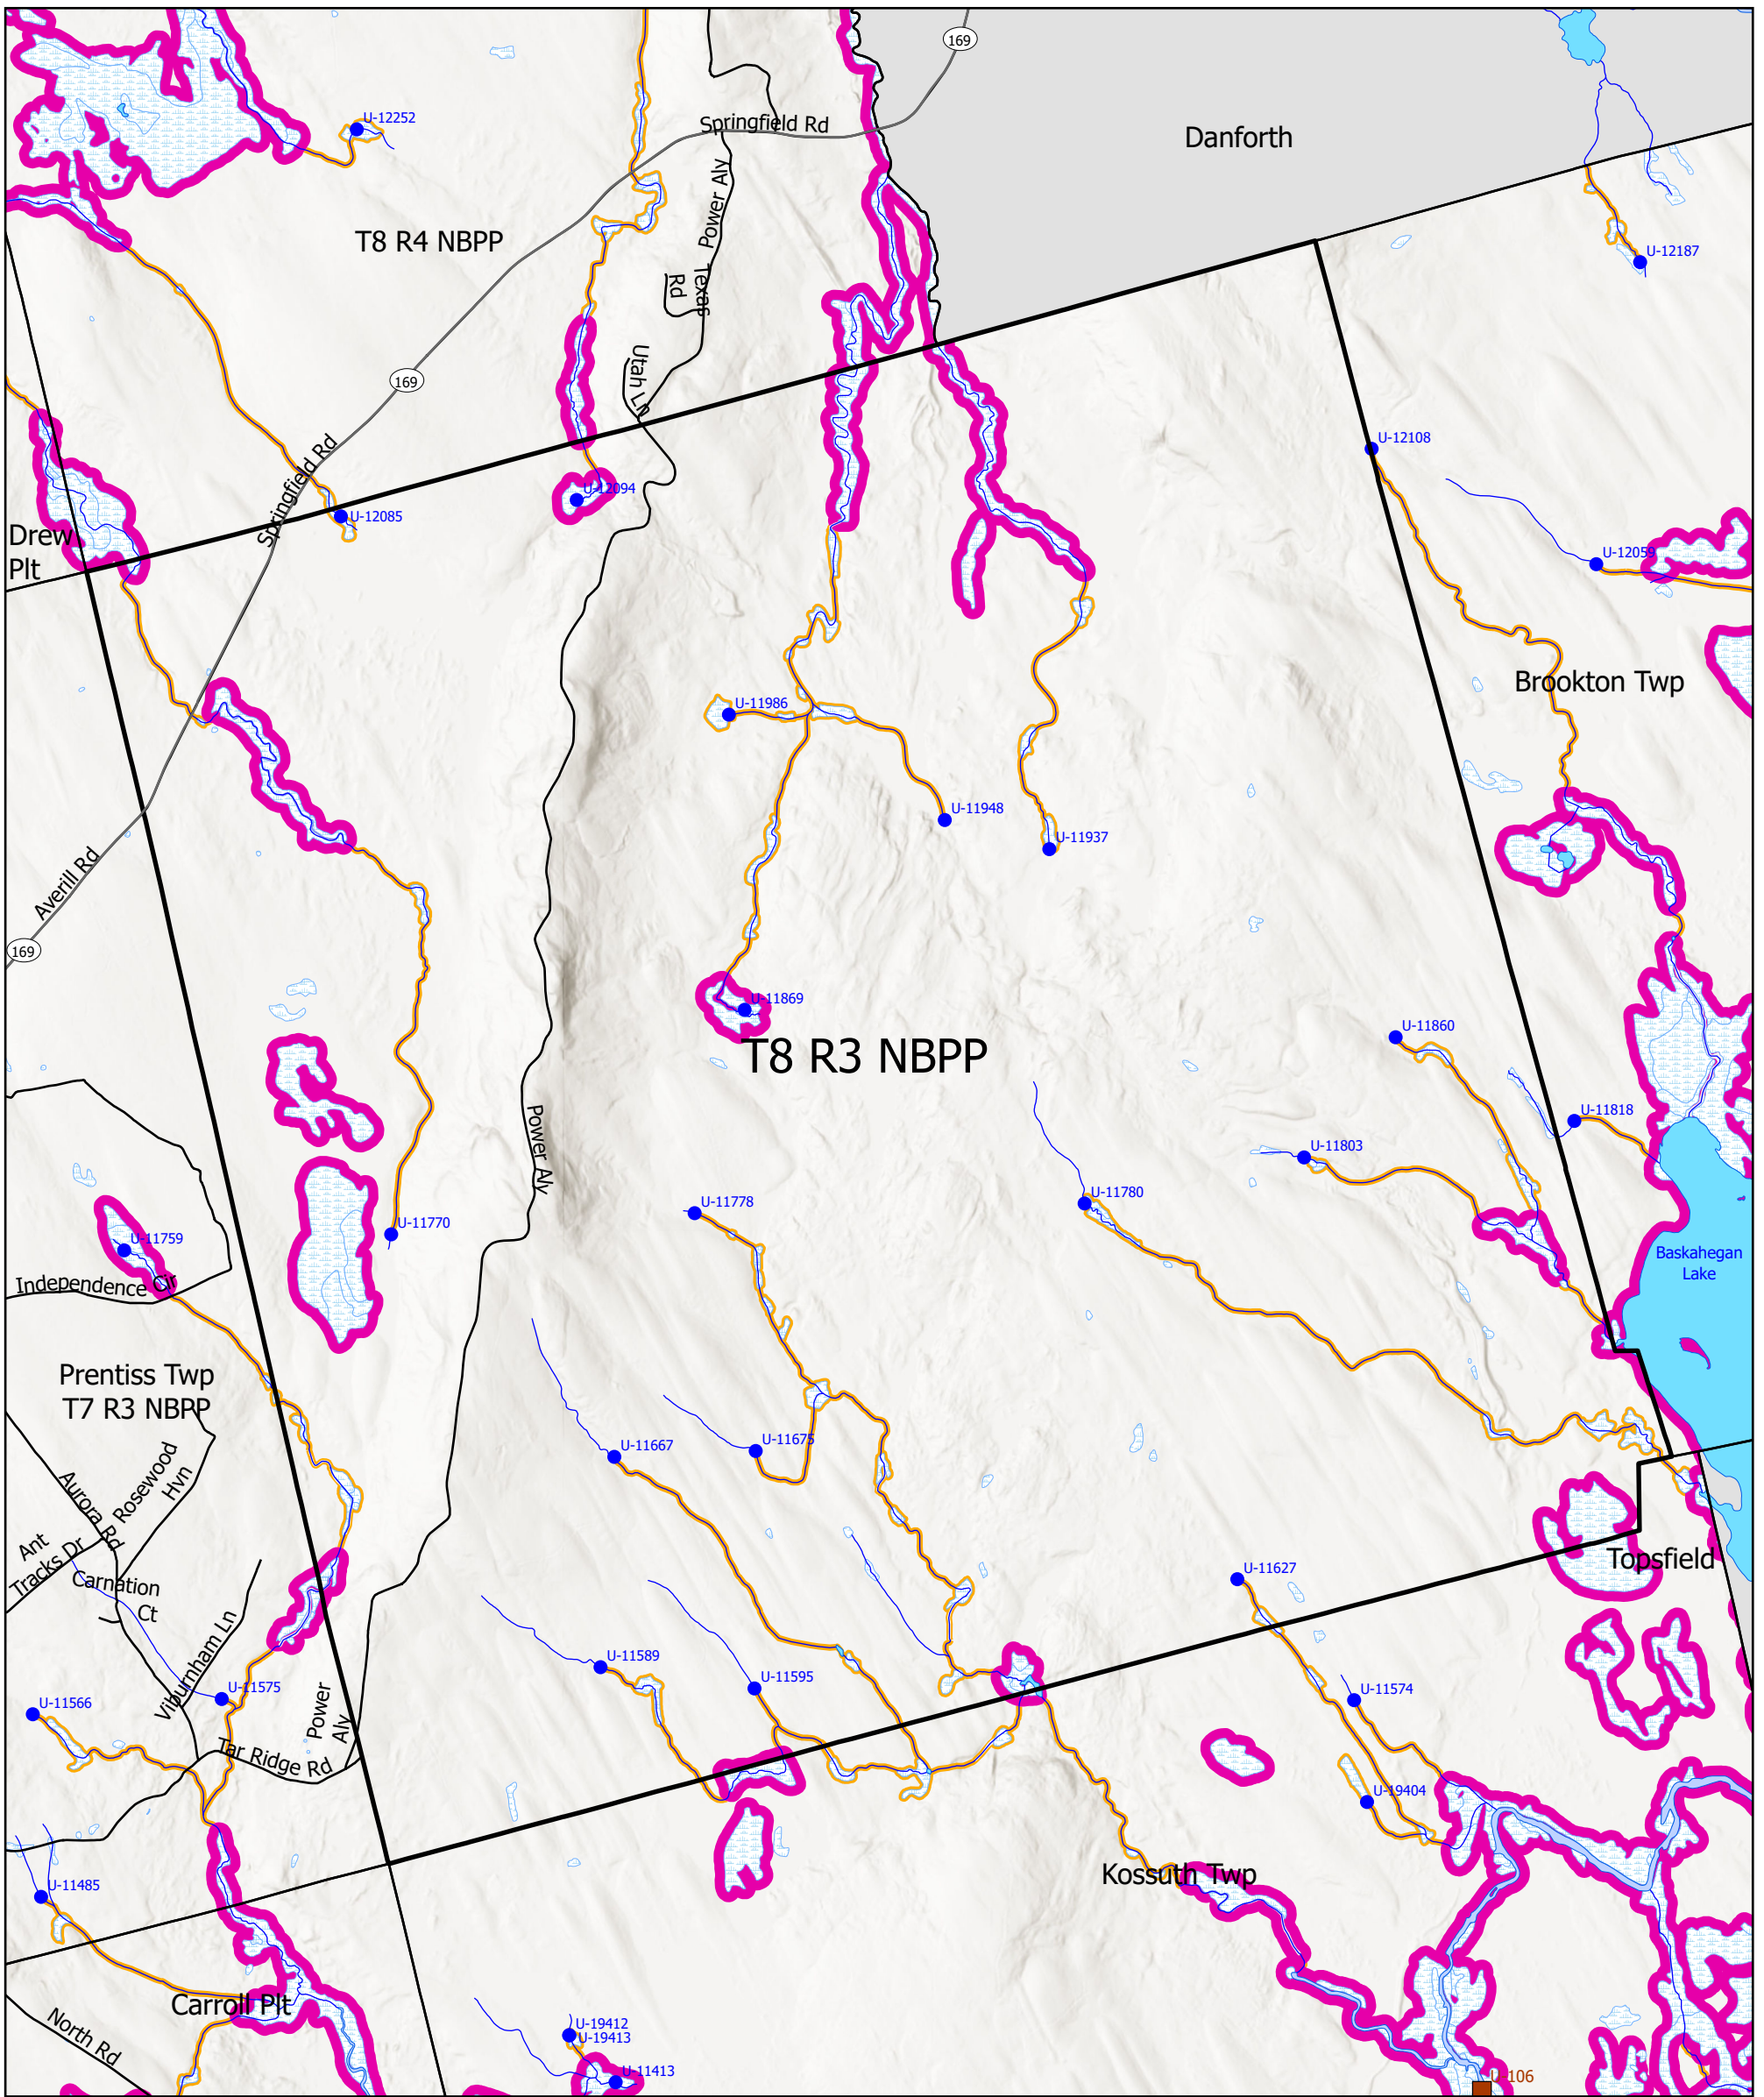 169
U-12252
Springfield Rd
Danforth
Power Aly
T8 R4 NBPP
U-12187
Texas
Rd
Utah Ln
169
U-12108
Springfield Rd
U-12094
U-12085
Drew
Plt
U-12059
Brookton Twp
U-11986
U-11948
U-11937
Averill Rd
169
U-11869
T8 R3 NBPP
U-11860
U-11818
Power Aly
U-11803
U-11780
U-11778
U-11770
U-11759
Baskahegan
Lake
Independence Cir
Prentiss Twp
T7 R3 NBPP
U-11675
U-11667
Rosewood
Hvn
Aurora Rd
Ant
Tracks Dr
Carnation
Ct
Topsfield
U-11627
Viburnham Ln
U-11589
U-11595
U-11575
U-11574
U-11566
Power
Aly
Tar Ridge Rd
U-19404
Kossuth Twp
U-11485
Carroll Plt
North Rd
U-19412
U-19413
U-11413